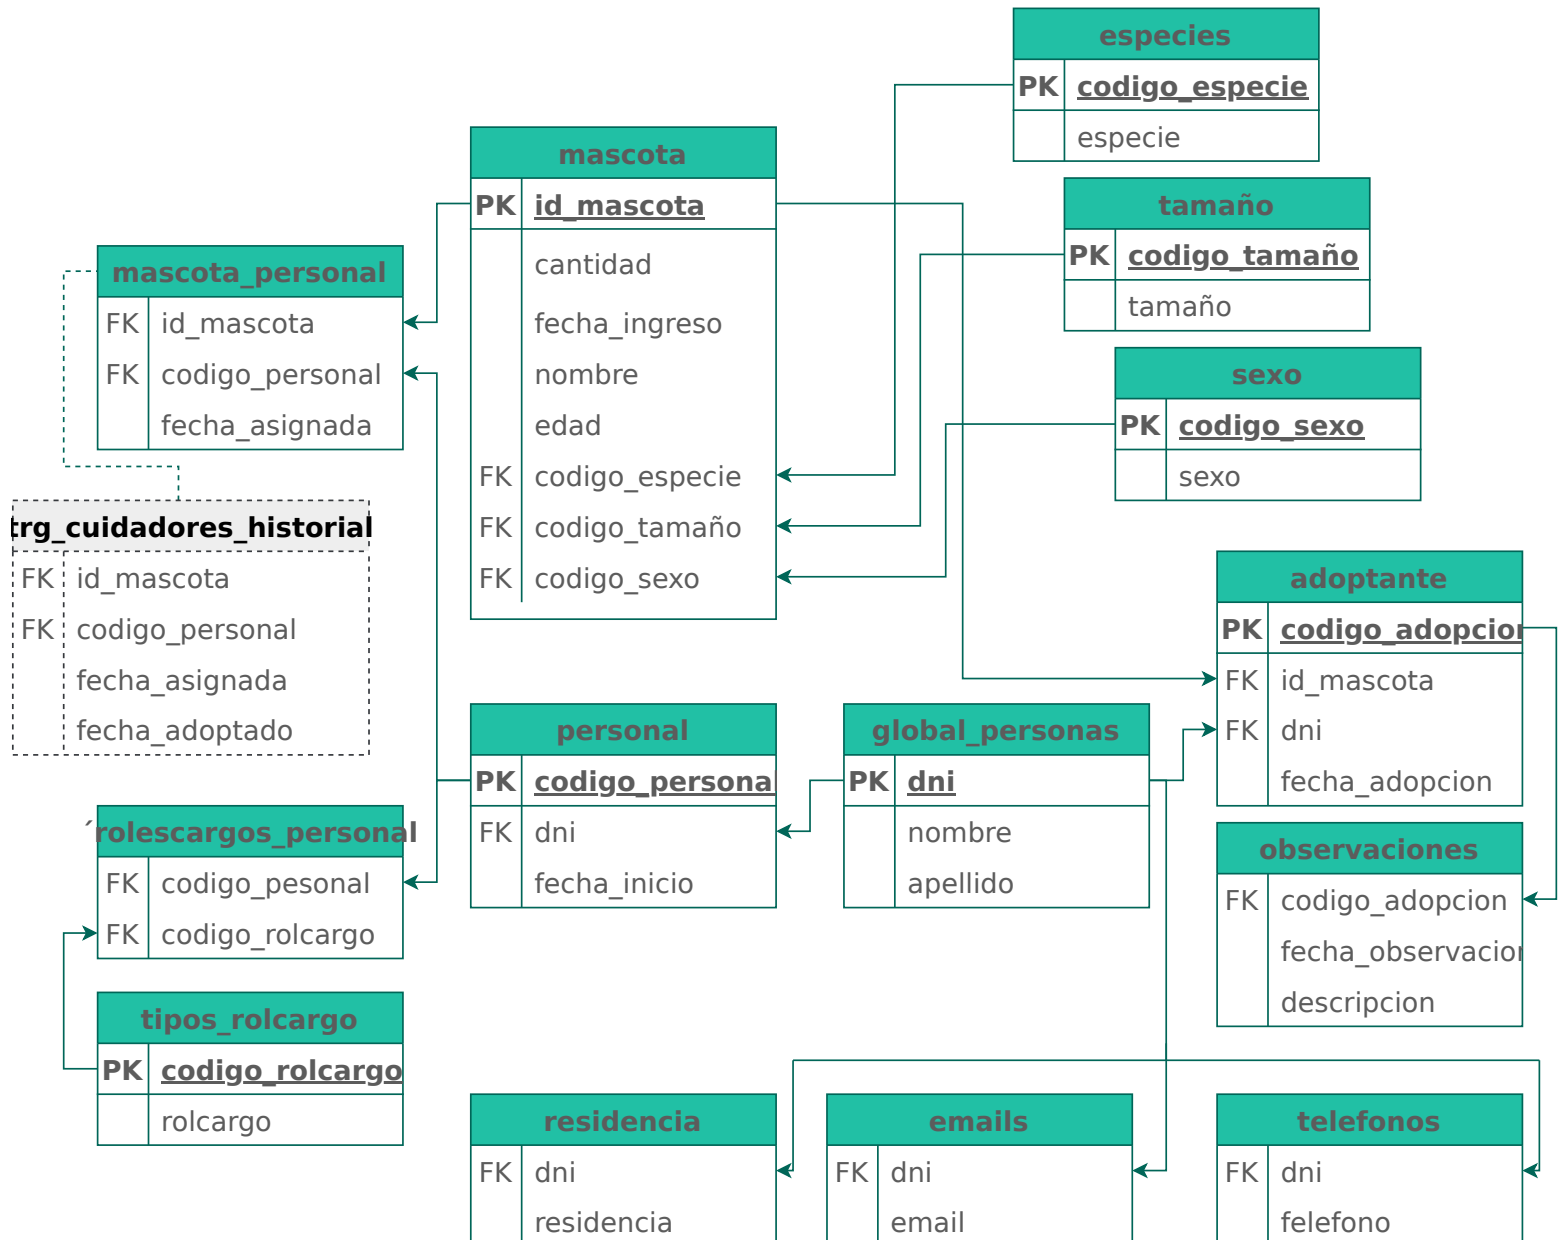 especies
PK codigo_especie
especie
mascota
PK id_mascota
cantidad
fecha_ingreso
nombre
edad
FK codigo_especie
FK codigo_tamaño
FK codigo_sexo
tamaño
PK codigo_tamaño
tamaño
sexo
PK codigo_sexo
sexo
mascota_personal
FK id_mascota
FK codigo_personal
fecha_asignada
trg_cuidadores_historial
FK id_mascota
FK codigo_personal
fecha_asignada
fecha_adoptado
adoptante
PK codigo_adopcion
FK id_mascota
FK dni
fecha_adopcion
personal
PK codigo_personal
FK dni
fecha_inicio
global_personas
PK dni
nombre
apellido
´rolescargos_personal
FK codigo_pesonal
FK codigo_rolcargo
observaciones
FK codigo_adopcion
fecha_observacion
descripcion
tipos_rolcargo
PK codigo_rolcargo
rolcargo
residencia
FK dni
residencia
emails
FK dni
email
telefonos
FK dni
felefono